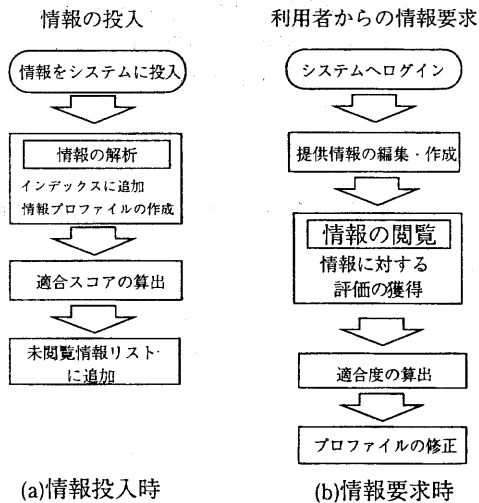 情報の投入
情報をシステムに投入
情報の解析
インデックスに追加
情報プロファイルの作成
適合スコアの算出
未閲覧情報リスト
に追加
(a)情報投入時
利用者からの情報要求
システムへログイン
提供情報の編集・作成
情報の閲覧
情報に対する
評価の獲得
適合度の算出
プロファイルの修正
(b)情報要求時